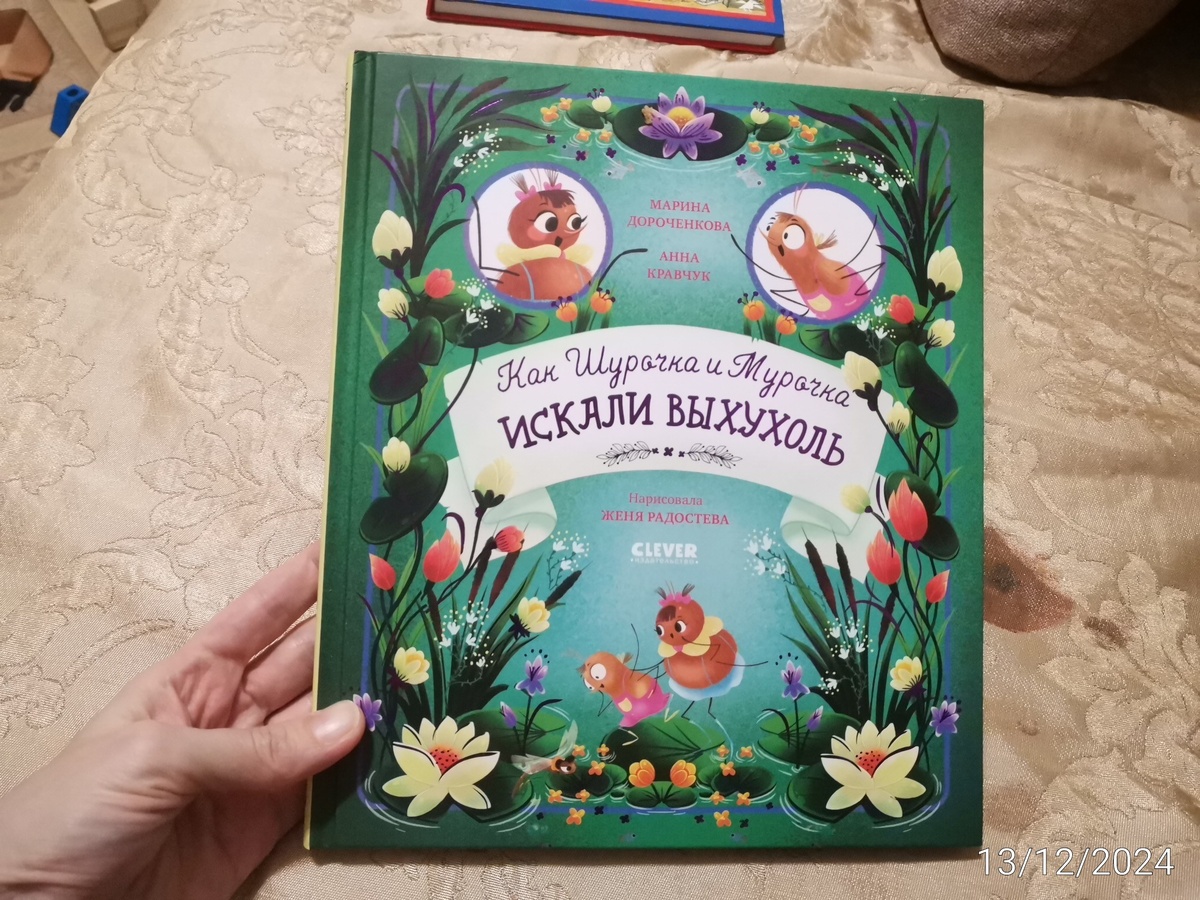 МАРИНА
ДОРОЧЕНКОВА
АННА
КРАВЧУК
Как Шурочка и Мурочка
ИСКАЛИ ВЫХУХОЛЬ
Нарисовала
ЖЕНЯ РАДОСТЕВА
CLEVER
•ИЗДАТЕЛЬСТВО•
13/12/2024